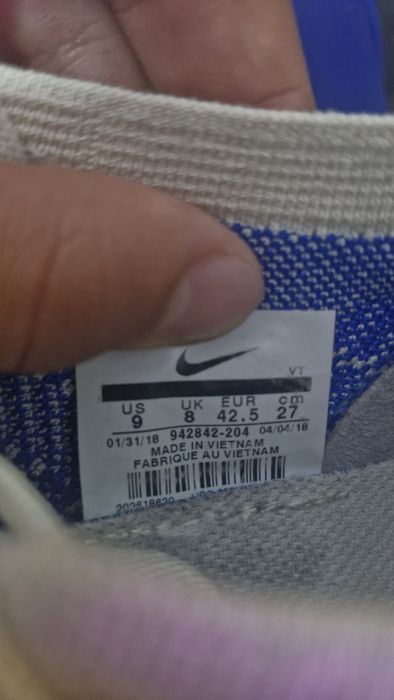 VT
US UK EUR cm
9 8 42.5 27
01/31/18 942842-204 04/04/18
MADE IN VIETNAM
FABRIQUE AU VIETNAM